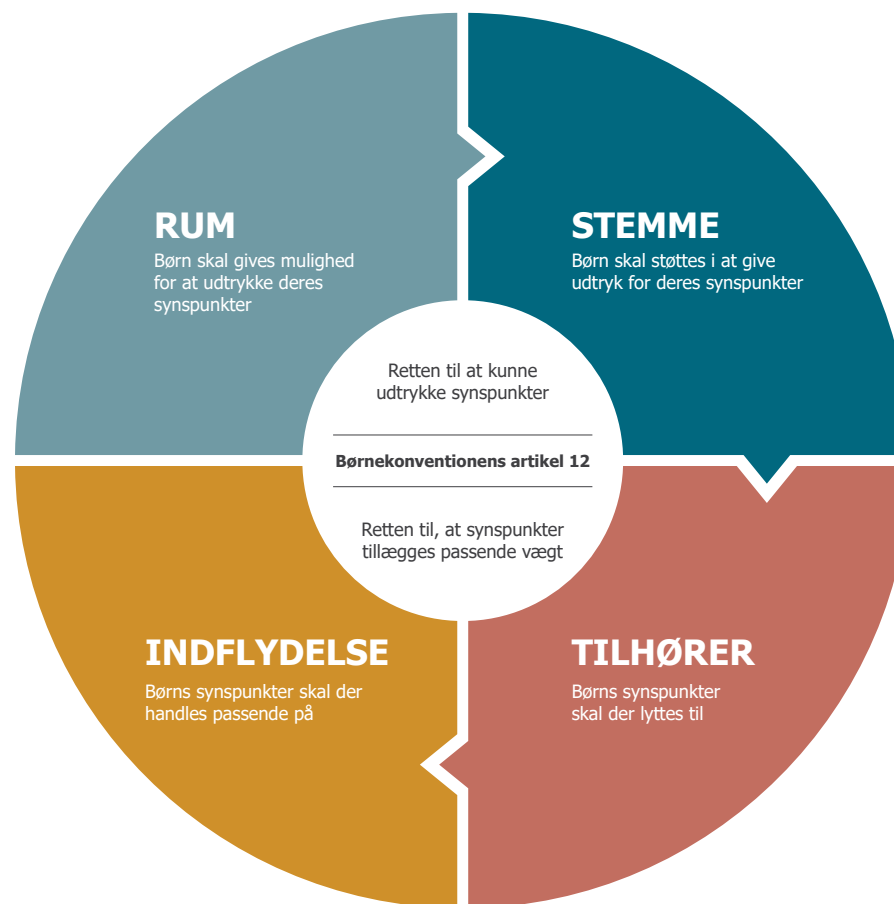 RUM
Børn skal gives mulighed
for at udtrykke deres
synspunkter
STEMME
Børn skal støttes i at give
udtryk for deres synspunkter
Retten til at kunne
udtrykke synspunkter
Børnekonventionens artikel 12
Retten til, at synspunkter
tillægges passende vægt
INDFLYDELSE
Børns synspunkter skal der
handles passende på
TILHØRER
Børns synspunkter
skal der lyttes til